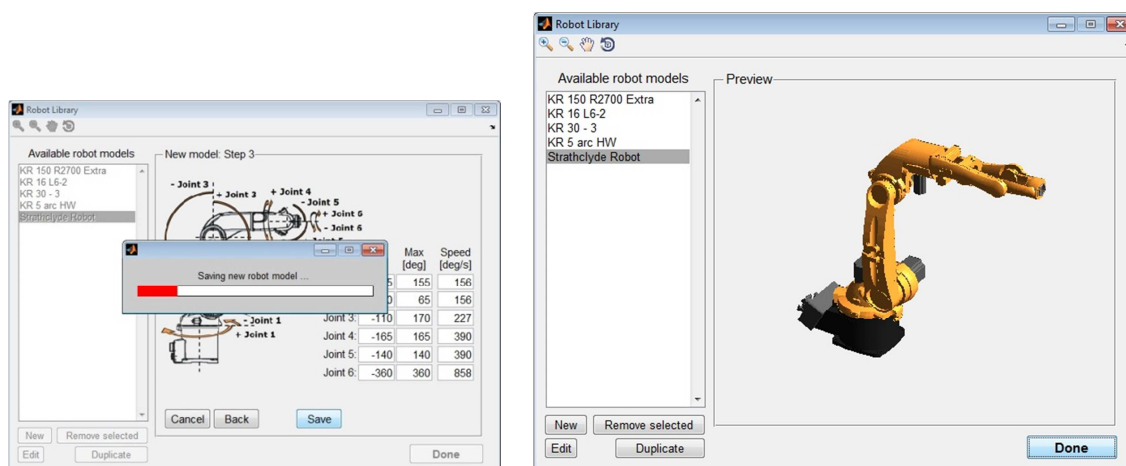 Robot Library
Available robot models
KR 150 R2700 Extra
KR 16 L6-2
KR 30 - 3
KR 5 arc HW
Strathclyde Robot
New
Remove selected
Edit
Duplicate
New model: Step 3
- Joint 3
+ Joint 3
+ Joint 4
- Joint 5
+ Joint 6
- Joint 6
Saving new robot model ...
- Joint 1
+ Joint 1
Max [deg] Speed [deg/s]
155 156
65 156
Joint 3: -110 170 227
Joint 4: -165 165 390
Joint 5: -140 140 390
Joint 6: -360 360 858
Cancel
Back
Save
Done
Robot Library
Available robot models
KR 150 R2700 Extra
KR 16 L6-2
KR 30 - 3
KR 5 arc HW
Strathclyde Robot
New
Remove selected
Edit
Duplicate
Preview
Done